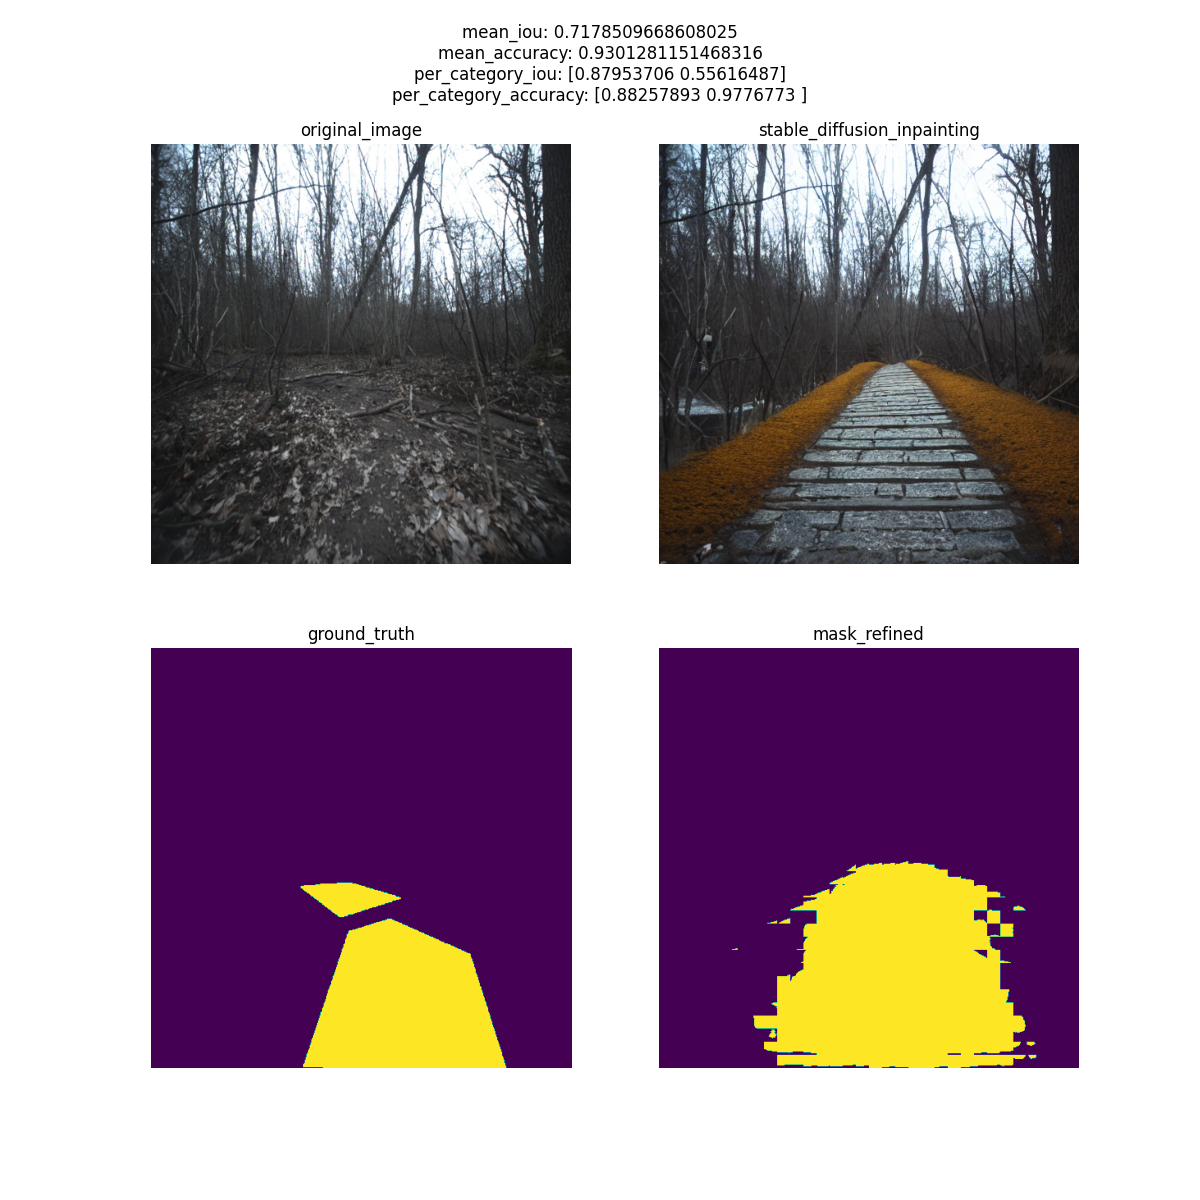 mean_iou: 0.7178509668608025
mean_accuracy: 0.9301281151468316
per_category_iou: [0.87953706 0.55616487]
per_category_accuracy: [0.88257893 0.9776773 ]
original_image
stable_diffusion_inpainting
ground_truth
mask_refined